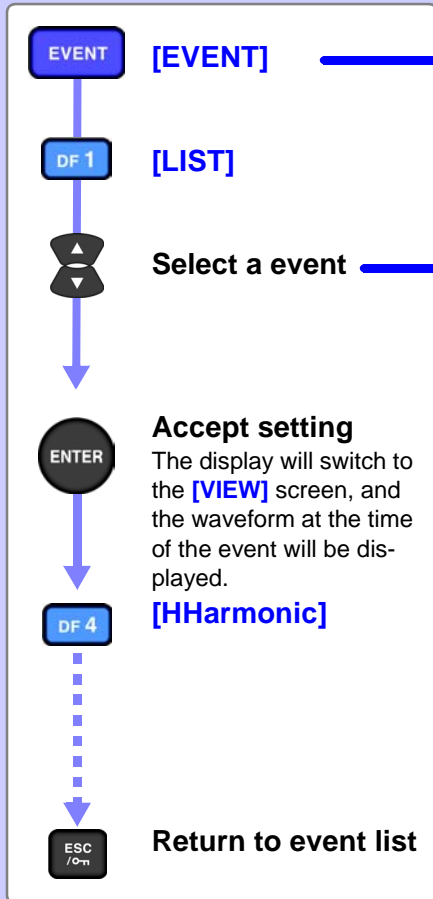 EVENT [EVENT]
DF 1 [LIST]
Select a event
Accept setting
ENTER The display will switch to
the [VIEW] screen, and
the waveform at the time
of the event will be dis-
played.
DF 4 [HHarmonic]
ESC Return to event list
/